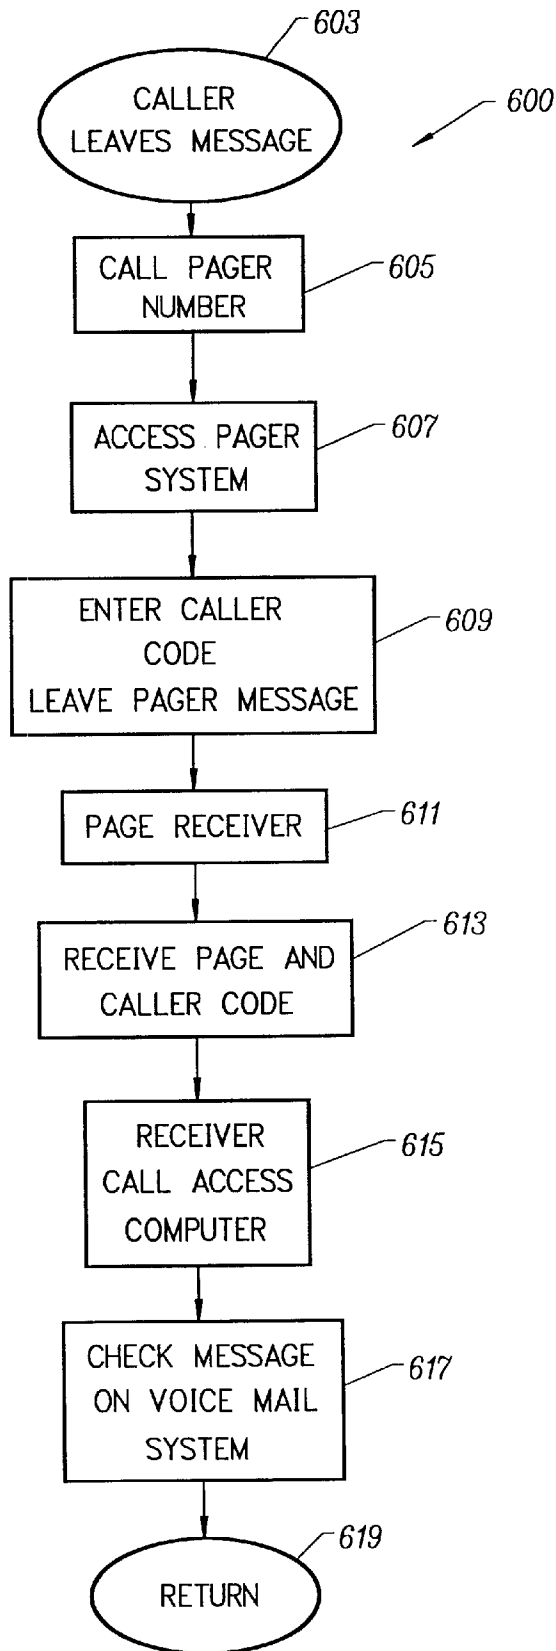 603
CALLER
LEAVES MESSAGE
600
CALL PAGER
NUMBER
605
ACCESS PAGER
SYSTEM
607
ENTER CALLER
CODE
LEAVE PAGER MESSAGE
609
PAGE RECEIVER
611
RECEIVE PAGE AND
CALLER CODE
613
RECEIVER
CALL ACCESS
COMPUTER
615
CHECK MESSAGE
ON VOICE MAIL
SYSTEM
617
619
RETURN